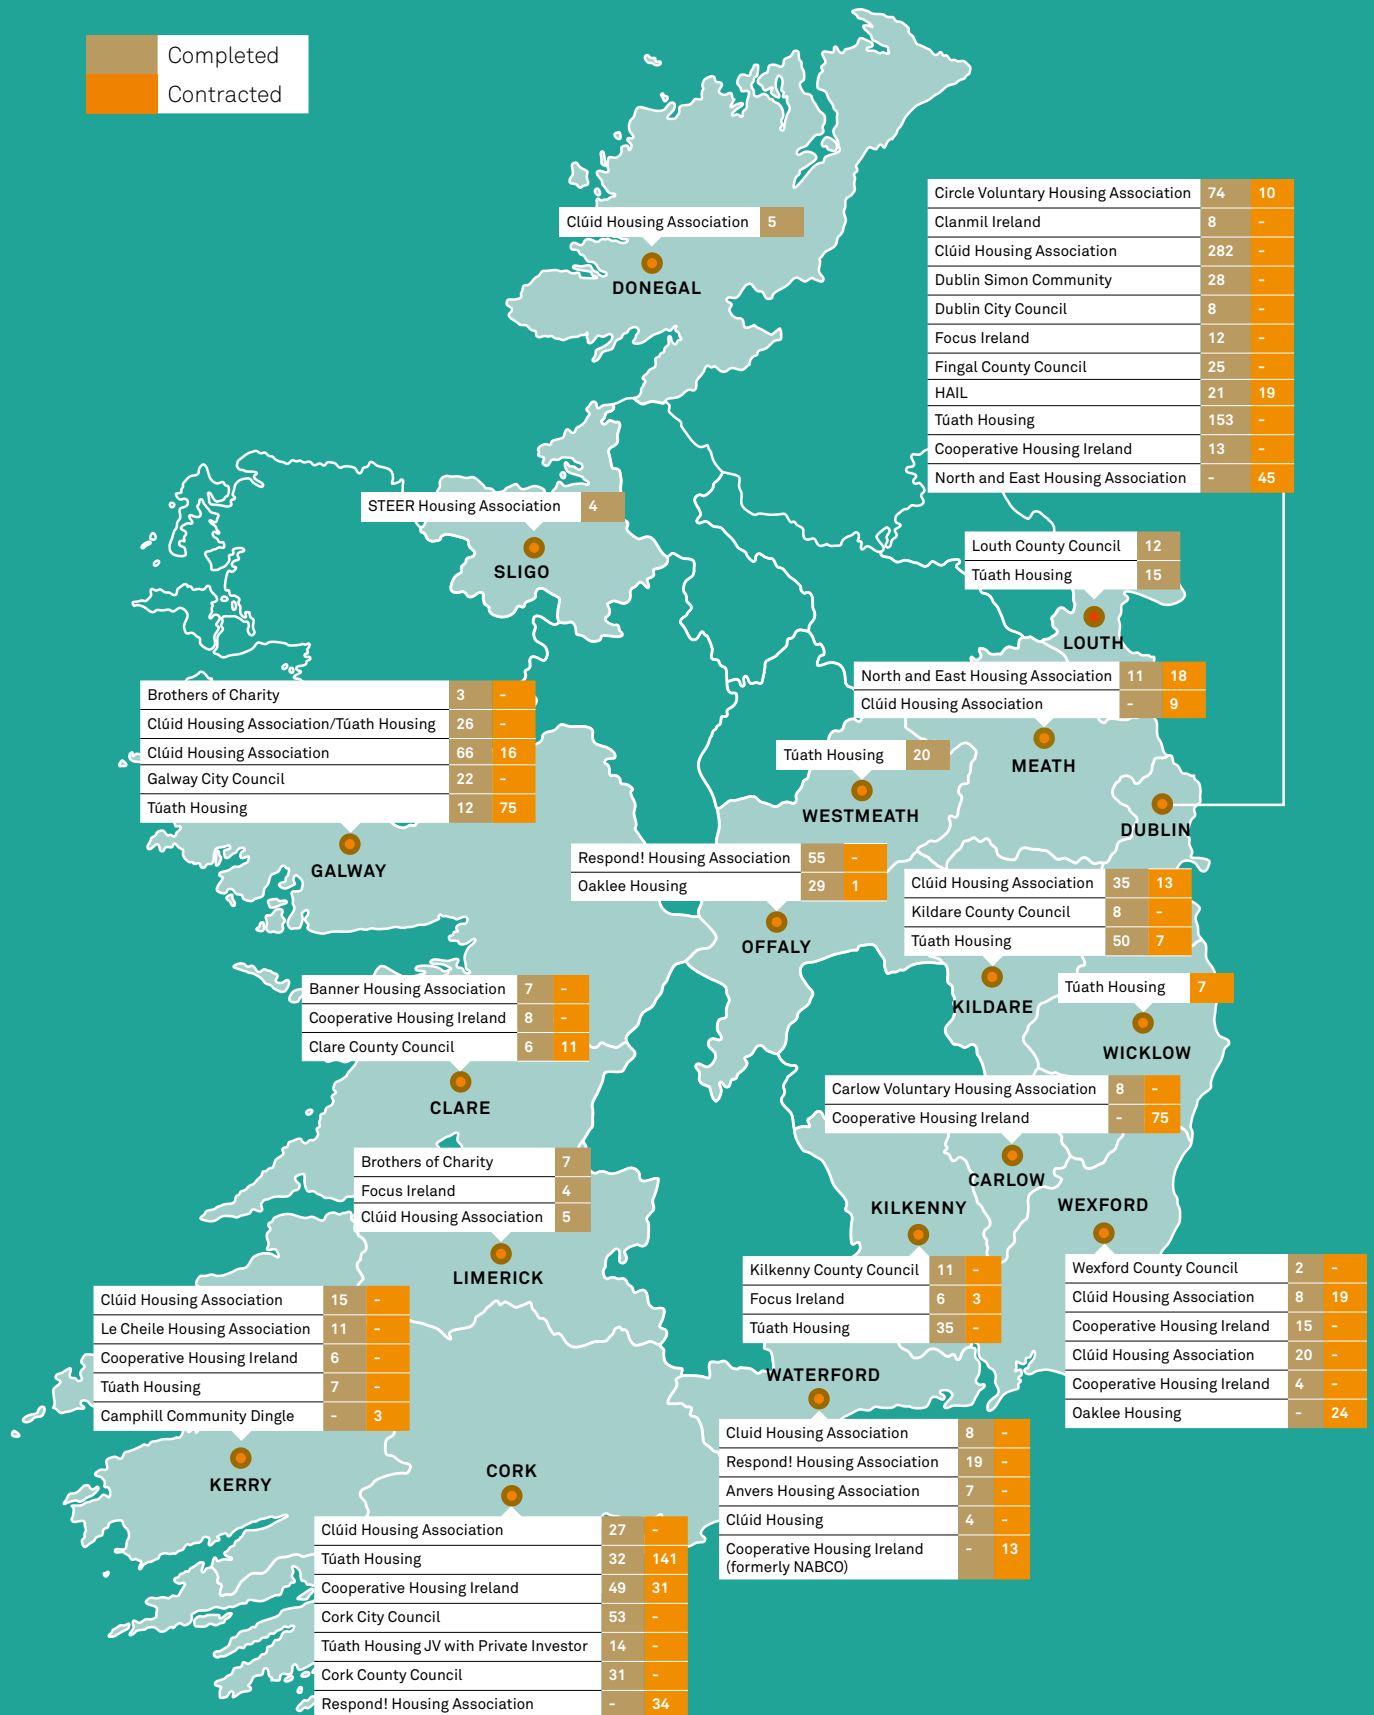 Completed
Contracted
Clúid Housing Association 5
DONEGAL
Circle Voluntary Housing Association 74 10
Clanmil Ireland 8 -
Clúid Housing Association 282 -
Dublin Simon Community 28 -
Dublin City Council 8 -
Focus Ireland 12 -
Fingal County Council 25 -
HAIL 21 19
Túath Housing 153 -
Cooperative Housing Ireland 13 -
North and East Housing Association - 45
STEER Housing Association 4
SLIGO
Louth County Council 12
Túath Housing 15
LOUTH
North and East Housing Association 11 18
Clúid Housing Association - 9
MEATH
Brothers of Charity 3 -
Clúid Housing Association/Túath Housing 26 -
Clúid Housing Association 66 16
Galway City Council 22 -
Túath Housing 12 75
GALWAY
Túath Housing 20
WESTMEATH
DUBLIN
Respond! Housing Association 55 -
Oaklee Housing 29 1
OFFALY
Clúid Housing Association 35 13
Kildare County Council 8 -
Túath Housing 50 7
KILDARE
Túath Housing 7
WICKLOW
Banner Housing Association 7 -
Cooperative Housing Ireland 8 -
Clare County Council 6 11
CLARE
Carlow Voluntary Housing Association 8 -
Cooperative Housing Ireland - 75
CARLOW
Brothers of Charity 7
Focus Ireland 4
Clúid Housing Association 5
LIMERICK
KILKENNY
Kilkenny County Council 11 -
Focus Ireland 6 3
Túath Housing 35 -
WEXFORD
Wexford County Council 2 -
Clúid Housing Association 8 19
Cooperative Housing Ireland 15 -
Clúid Housing Association 20 -
Cooperative Housing Ireland 4 -
Oaklee Housing - 24
Clúid Housing Association 15 -
Le Cheile Housing Association 11 -
Cooperative Housing Ireland 6 -
Túath Housing 7 -
Camphill Community Dingle - 3
KERRY
WATERFORD
Cluid Housing Association 8 -
Respond! Housing Association 19 -
Anvers Housing Association 7 -
Clúid Housing 4 -
Cooperative Housing Ireland - 13
(formerly NABCO)
CORK
Clúid Housing Association 27 -
Túath Housing 32 141
Cooperative Housing Ireland 49 31
Cork City Council 53 -
Túath Housing JV with Private Investor 14 -
Cork County Council 31 -
Respond! Housing Association - 34